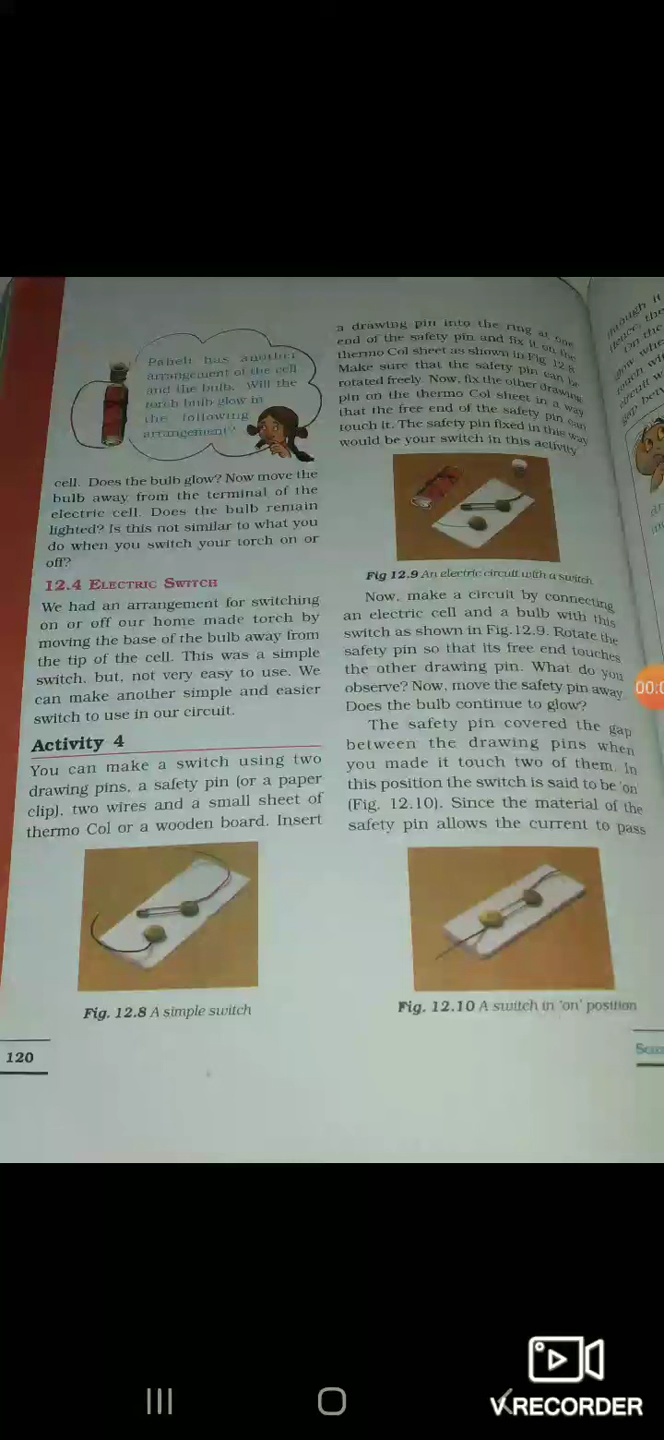 Paheli has another
arrangement of the cell
and the bulb. Will the
torch bulb glow in
the following
arrangement?
cell. Does the bulb glow? Now move the
bulb away from the terminal of the
electric cell. Does the bulb remain
lighted? Is this not similar to what you
do when you switch your torch on or
off?
12.4 ELECTRIC SWITCH
We had an arrangement for switching
on or off our home made torch by
moving the base of the bulb away from
the tip of the cell. This was a simple
switch, but, not very easy to use. We
can make another simple and easier
switch to use in our circuit.
Activity 4
You can make a switch using two
drawing pins, a safety pin (or a paper
clip), two wires and a small sheet of
thermo Col or a wooden board. Insert
Fig. 12.8 A simple switch
120
a drawing pin into the ring at one
end of the safety pin and fix it on the
thermo Col sheet as shown in Fig. 12.8.
Make sure that the safety pin can be
rotated freely. Now, fix the other drawing
pin on the thermo Col sheet in a way
that the free end of the safety pin can
touch it. The safety pin fixed in this way
would be your switch in this activity
Fig 12.9 An electric circuit with a switch
Now, make a circuit by connecting
an electric cell and a bulb with this
switch as shown in Fig.12.9. Rotate the
safety pin so that its free end touches
the other drawing pin. What do you
observe? Now, move the safety pin away.
Does the bulb continue to glow?
The safety pin covered the gap
between the drawing pins when
you made it touch two of them. In
this position the switch is said to be 'on'
(Fig. 12.10). Since the material of the
safety pin allows the current to pass
Fig. 12.10 A switch in 'on' position
through it
Hence, the
On the
glow whe
touch wi
circuit w
gap betw
00:0
V RECORDER